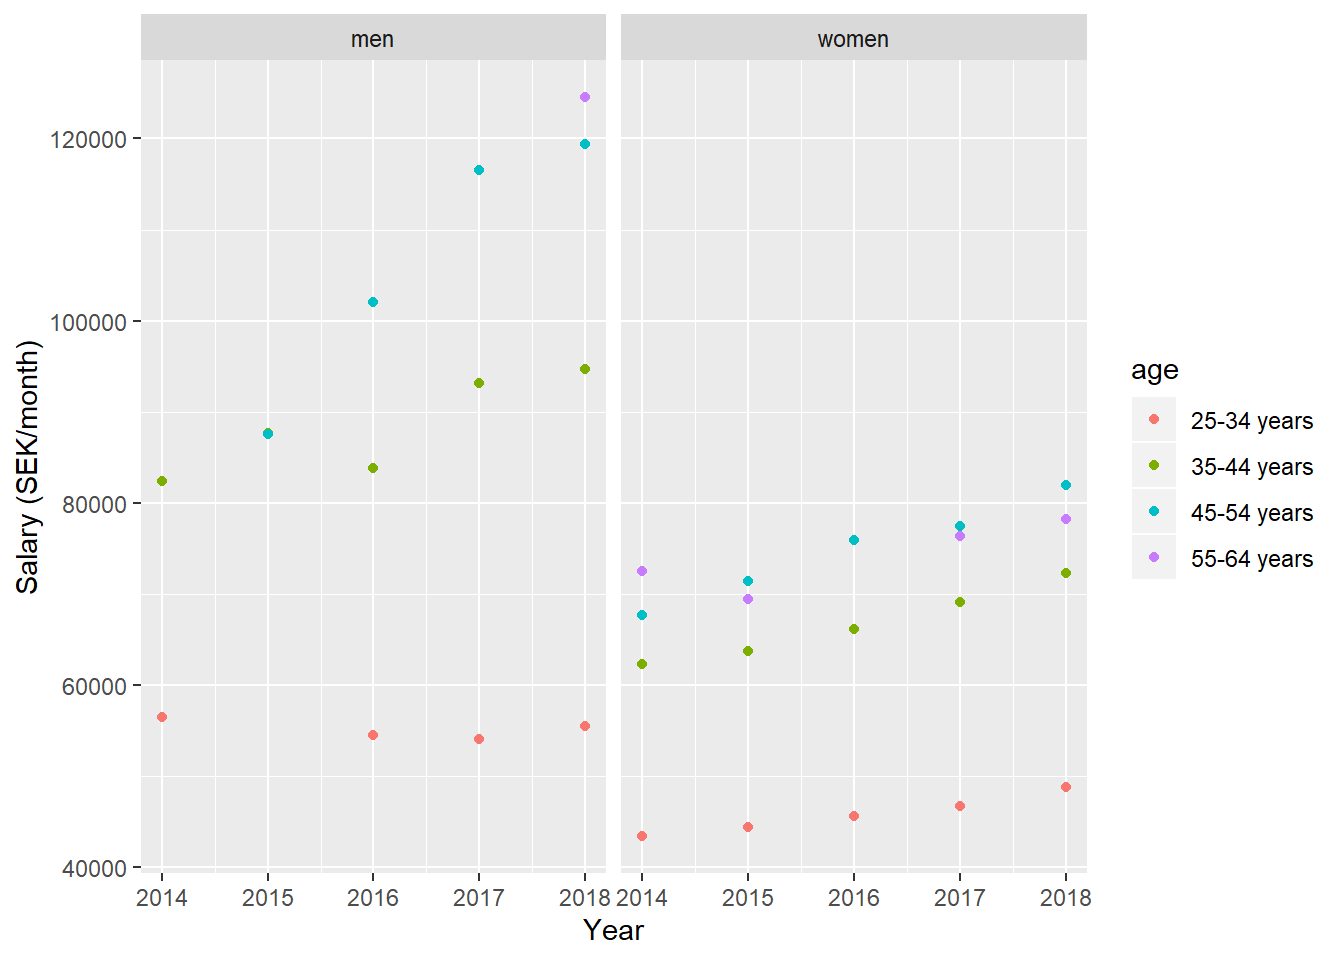 men women
120000
100000
80000
60000
40000
Salary (SEK/month)
2014 2015 2016 2017 2018 2014 2015 2016 2017 2018
Year
age
25-34 years
35-44 years
45-54 years
55-64 years